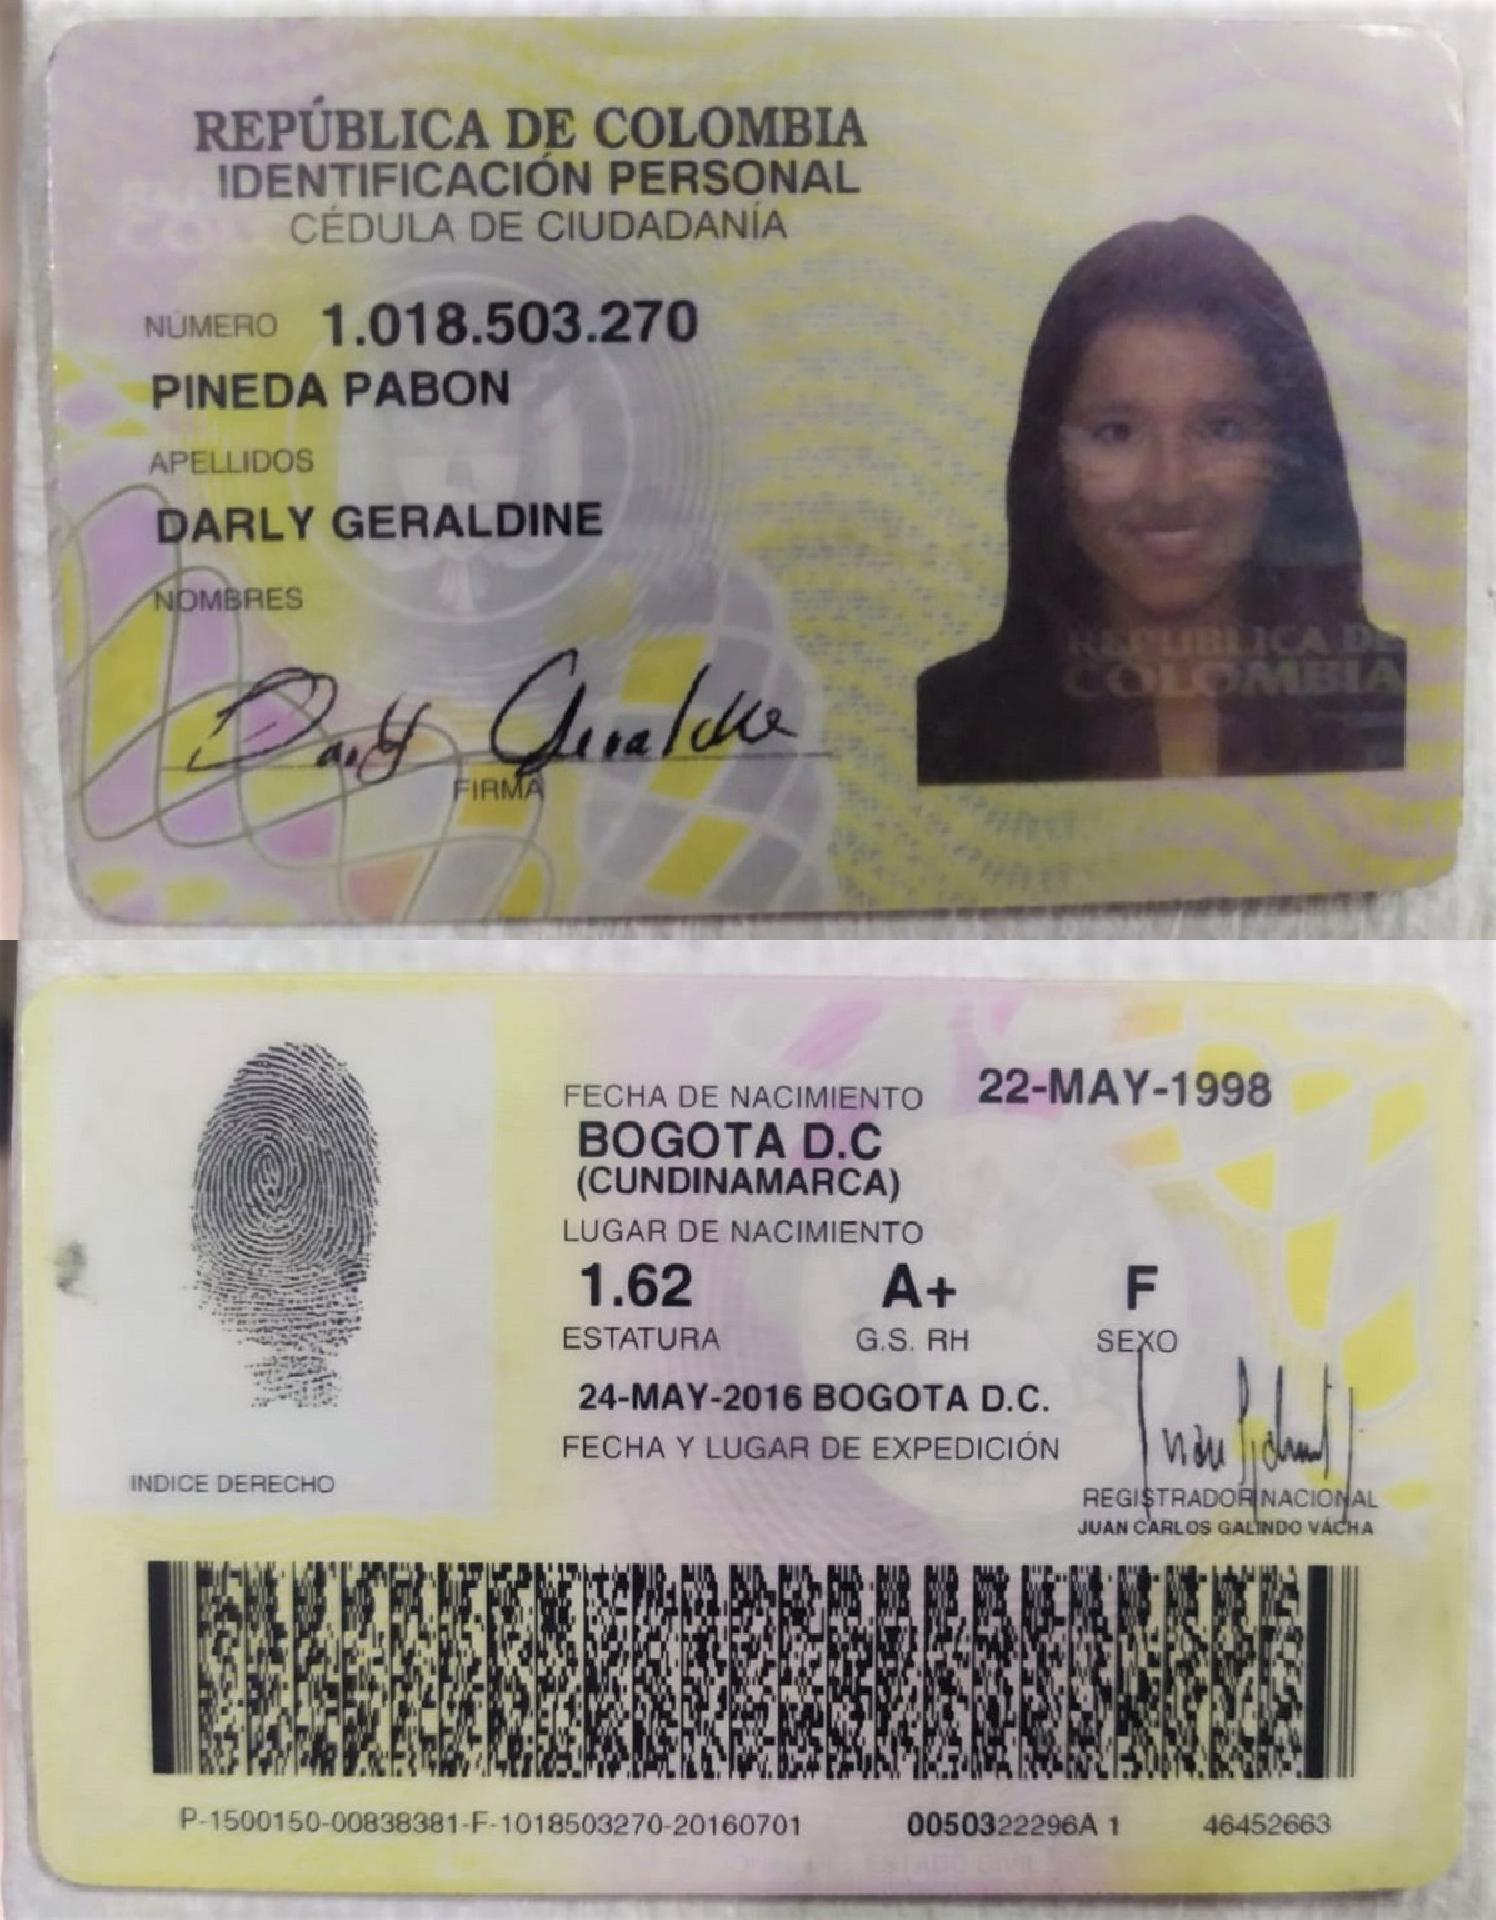 REPÚBLICA DE COLOMBIA
IDENTIFICACIÓN PERSONAL
CÉDULA DE CIUDADANÍA
NÚMERO 1.018.503.270
PINEDA PABON
APELLIDOS
DARLY GERALDINE
NOMBRES
Darly Geraldine
FIRMA
REPUBLICA DE
COLOMBIA
FECHA DE NACIMIENTO 22-MAY-1998
BOGOTA D.C
(CUNDINAMARCA)
LUGAR DE NACIMIENTO
1.62 A+ F
ESTATURA G.S. RH SEXO
24-MAY-2016 BOGOTA D.C.
FECHA Y LUGAR DE EXPEDICIÓN
INDICE DERECHO
REGISTRADOR NACIONAL
JUAN CARLOS GALINDO VÁCHA
P-1500150-00838381-F-1018503270-20160701 0050322296A 1 46452663